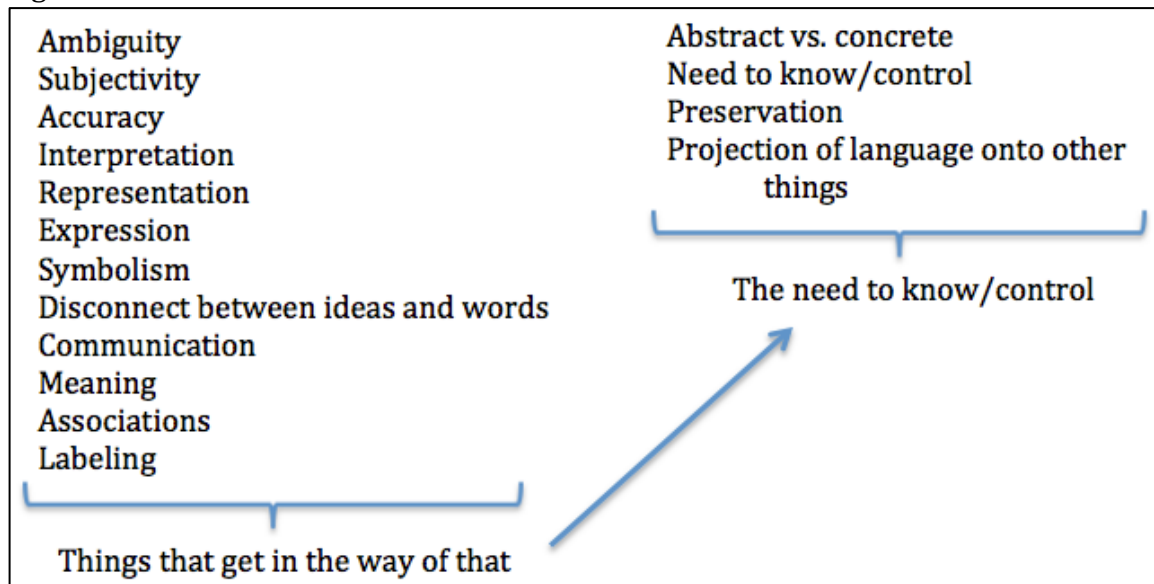 Ambiguity
Subjectivity
Accuracy
Interpretation
Representation
Expression
Symbolism
Disconnect between ideas and words
Communication
Meaning
Associations
Labeling
Things that get in the way of that
Abstract vs. concrete
Need to know/control
Preservation
Projection of language onto other
things
The need to know/control